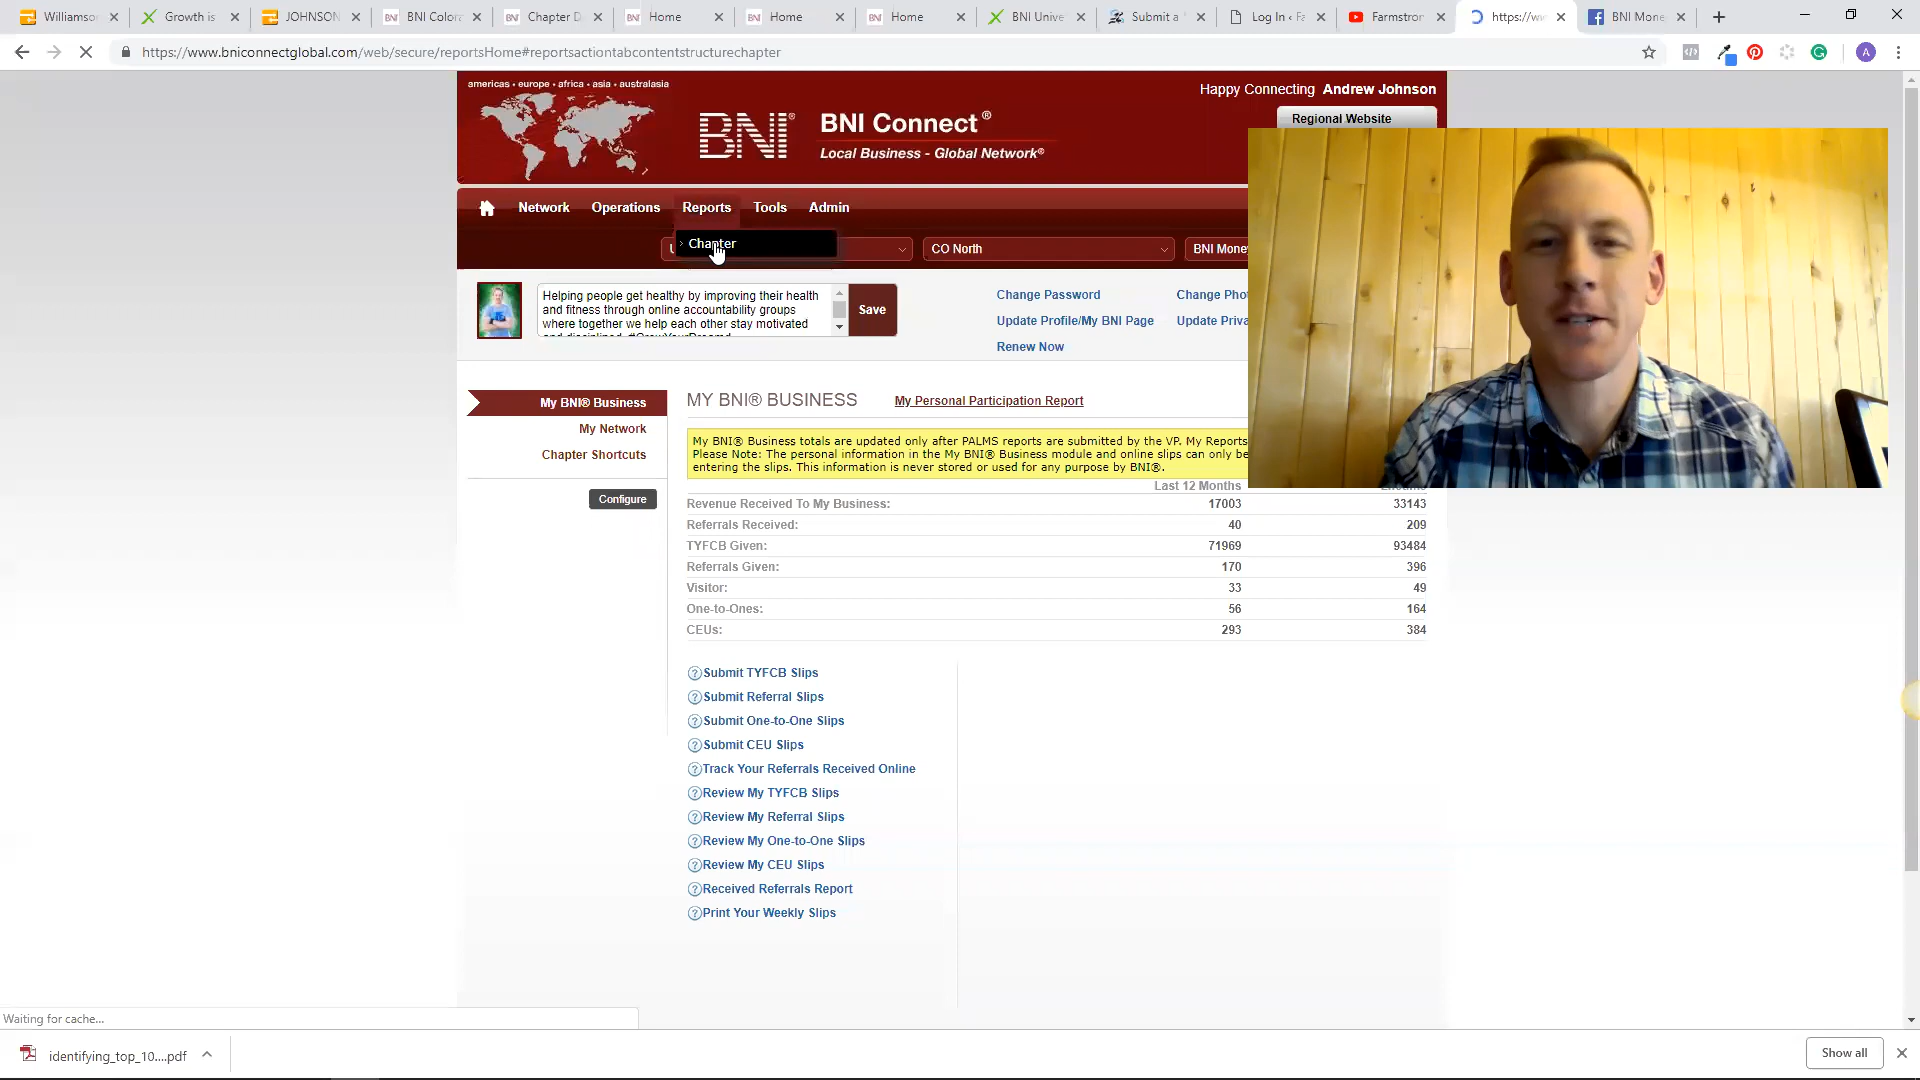 Williamson
Growth is
JOHNSON
BNI Colora
Chapter D
Home
Home
Home
BNI Unive
Submit a
Log In ‹ Fa
Farmstron
https://ww
BNI Mone
https://www.bniconnectglobal.com/web/secure/reportsHome#reportsactiontabcontentstructurechapter
A
americas • europe • africa • asia • australasia
BNI®
BNI Connect®
Local Business - Global Network®
Happy Connecting Andrew Johnson
Regional Website
Network
Operations
Reports
Tools
Admin
Chapter
CO North
BNI Money
Helping people get healthy by improving their health
and fitness through online accountability groups
where together we help each other stay motivated
Save
Change Password
Change Phot
Update Profile/My BNI Page
Update Priva
Renew Now
My BNI® Business
My Network
Chapter Shortcuts
Configure
MY BNI® BUSINESS
My Personal Participation Report
My BNI® Business totals are updated only after PALMS reports are submitted by the VP. My Reports
Please Note: The personal information in the My BNI® Business module and online slips can only be
entering the slips. This information is never stored or used for any purpose by BNI®.
Last 12 Months
Revenue Received To My Business: 17003 33143
Referrals Received: 40 209
TYFCB Given: 71969 93484
Referrals Given: 170 396
Visitor: 33 49
One-to-Ones: 56 164
CEUs: 293 384
Submit TYFCB Slips
Submit Referral Slips
Submit One-to-One Slips
Submit CEU Slips
Track Your Referrals Received Online
Review My TYFCB Slips
Review My Referral Slips
Review My One-to-One Slips
Review My CEU Slips
Received Referrals Report
Print Your Weekly Slips
Waiting for cache...
identifying_top_10....pdf
Show all